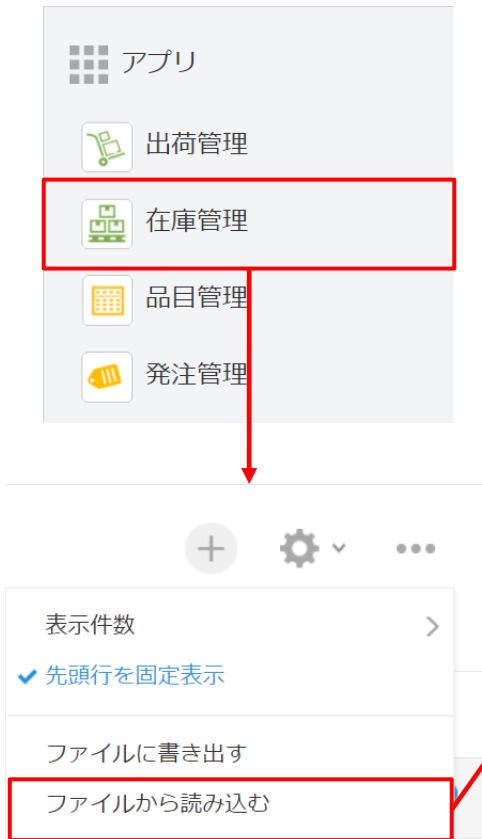 アプリ
出荷管理
在庫管理
品目管理
発注管理
表示件数
先頭行を固定表示
ファイルに書き出す
ファイルから読み込む